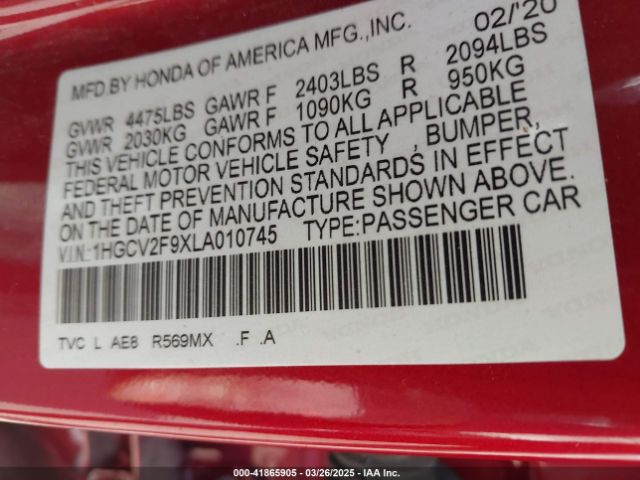 MFD.BY HONDA OF AMERICA MFG.,INC. 02/'20
GVWR 4475LBS GAWR F 2403LBS R 2094LBS
GVWR 2030KG GAWR F 1090KG R 950KG
THIS VEHICLE CONFORMS TO ALL APPLICABLE
FEDERAL MOTOR VEHICLE SAFETY , BUMPER,
AND THEFT PREVENTION STANDARDS IN EFFECT
ON THE DATE OF MANUFACTURE SHOWN ABOVE.
V.I.N.:1HGCV2F9XLA010745 TYPE:PASSENGER CAR
TVC L AE8 R569MX .F .A
000-41865905 | 03/26/2025 | IAA Inc.